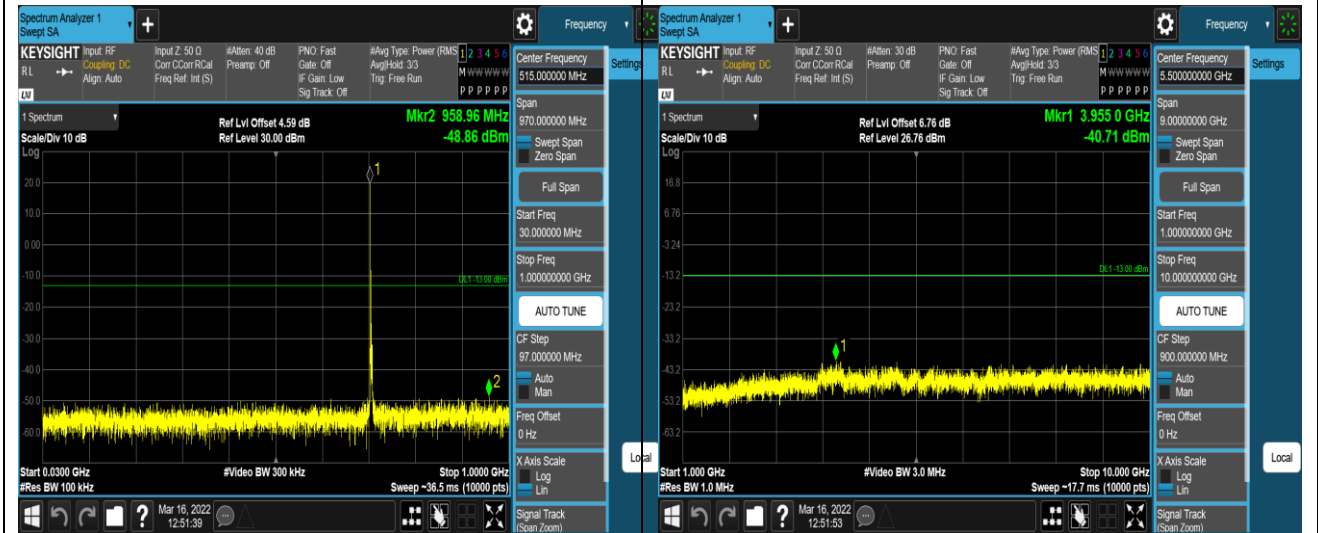 Spectrum Analyzer 1
Swept SA
Frequency
KEYSIGHT
RL
LXI
Input: RF
Coupling: DC
Align: Auto
Input Z: 50 Ω
Corr CCorr RCal
Freq Ref: Int (S)
#Atten: 40 dB
Preamp: Off
PNO: Fast
Gate: Off
IF Gain: Low
Sig Track: Off
#Avg Type: Power (RMS
Avg|Hold: 3/3
Trig: Free Run
1 2 3 4 5 6
M W W W W W
P P P P P P
1 Spectrum
Scale/Div 10 dB
Log
Ref Lvl Offset 4.59 dB
Ref Level 30.00 dBm
Mkr2 958.96 MHz
-48.86 dBm
1
20.0
10.0
0.00
-10.0
DL1 -13.00 dBm
-20.0
-30.0
-40.0
2
-50.0
-60.0
Start 0.0300 GHz
#Res BW 100 kHz
#Video BW 300 kHz
Stop 1.0000 GHz
Sweep ~36.5 ms (10000 pts)
Mar 16, 2022
12:51:39
Center Frequency
515.000000 MHz
Span
970.000000 MHz
Swept Span
Zero Span
Full Span
Start Freq
30.000000 MHz
Stop Freq
1.000000000 GHz
AUTO TUNE
CF Step
97.000000 MHz
Auto
Man
Freq Offset
0 Hz
X Axis Scale
Log
Lin
Signal Track
(Span Zoom)
Settings
Local
Spectrum Analyzer 1
Swept SA
Frequency
KEYSIGHT
RL
LXI
Input: RF
Coupling: DC
Align: Auto
Input Z: 50 Ω
Corr CCorr RCal
Freq Ref: Int (S)
#Atten: 30 dB
Preamp: Off
PNO: Fast
Gate: Off
IF Gain: Low
Sig Track: Off
#Avg Type: Power (RMS
Avg|Hold: 3/3
Trig: Free Run
1 2 3 4 5 6
M W W W W W
P P P P P P
1 Spectrum
Scale/Div 10 dB
Log
Ref Lvl Offset 6.76 dB
Ref Level 26.76 dBm
Mkr1 3.955 0 GHz
-40.71 dBm
16.8
6.76
-3.24
-13.2
DL1 -13.00 dBm
-23.2
-33.2
1
-43.2
-53.2
-63.2
Start 1.000 GHz
#Res BW 1.0 MHz
#Video BW 3.0 MHz
Stop 10.000 GHz
Sweep ~17.7 ms (10000 pts)
Mar 16, 2022
12:51:53
Center Frequency
5.500000000 GHz
Span
9.00000000 GHz
Swept Span
Zero Span
Full Span
Start Freq
1.000000000 GHz
Stop Freq
10.000000000 GHz
AUTO TUNE
CF Step
900.000000 MHz
Auto
Man
Freq Offset
0 Hz
X Axis Scale
Log
Lin
Signal Track
(Span Zoom)
Settings
Local